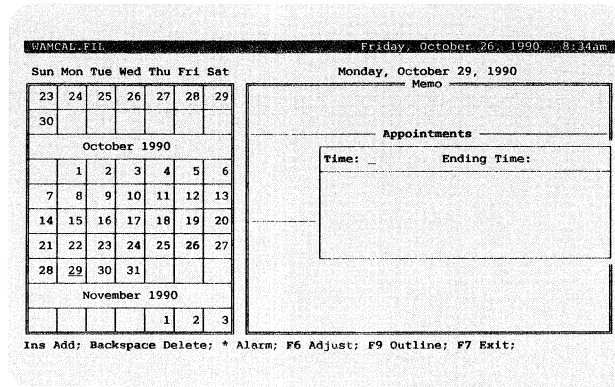 WAMCAL.FIL Friday, October 26, 1990 8:34am
Sun Mon Tue Wed Thu Fri Sat Monday, October 29, 1990
Memo
23 24 25 26 27 28 29
30
Appointments
October 1990
Time: _ Ending Time:
1 2 3 4 5 6
7 8 9 10 11 12 13
14 15 16 17 18 19 20
21 22 23 24 25 26 27
28 29 30 31
November 1990
1 2 3
Ins Add; Backspace Delete; * Alarm; F6 Adjust; F9 Outline; F7 Exit;